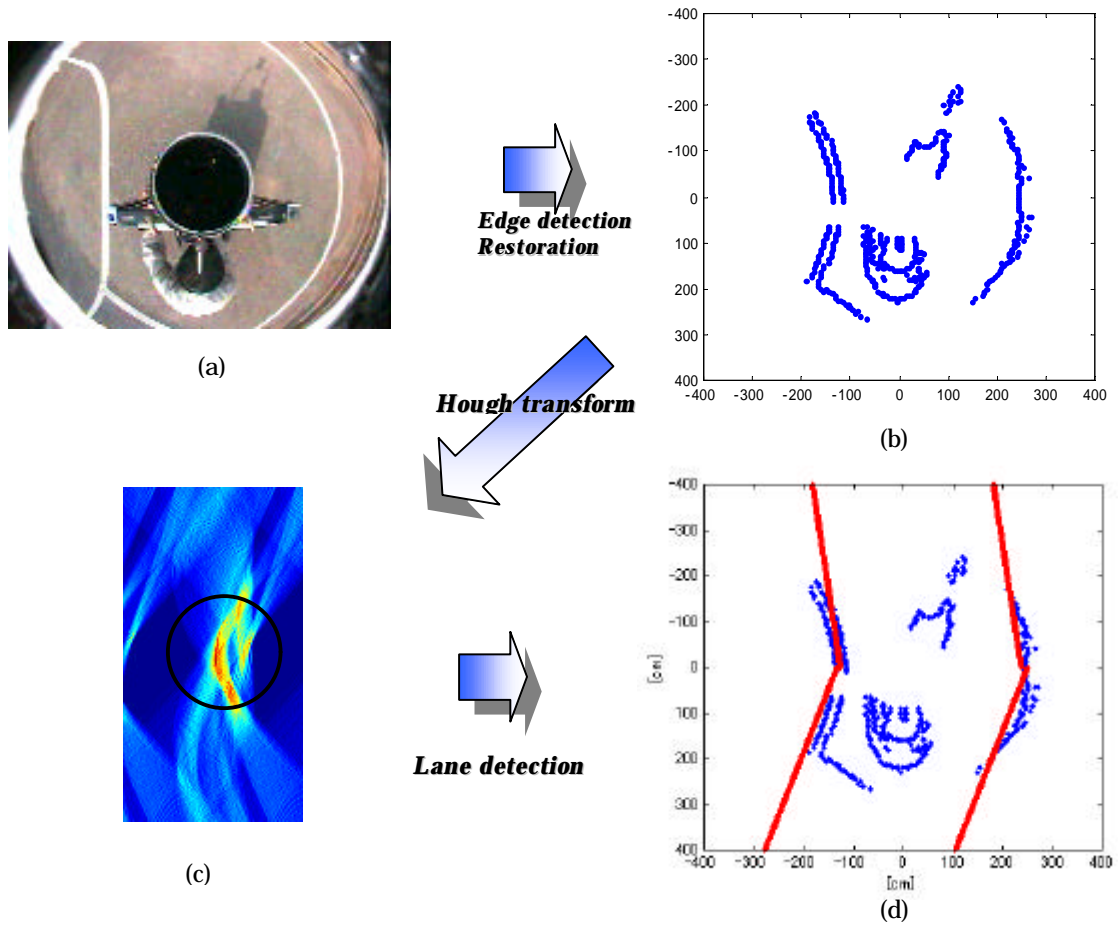 -400
-300
-200
-100
0
100
200
300
400
-400 -300 -200 -100 0 100 200 300 400
(b)
Edge detection
Restoration
(a)
Hough transform
(c)
Lane detection
-400
-300
-200
-100
0
100
200
300
400
[cm]
-400 -300 -200 -100 0 100 200 300 400
[cm]
(d)